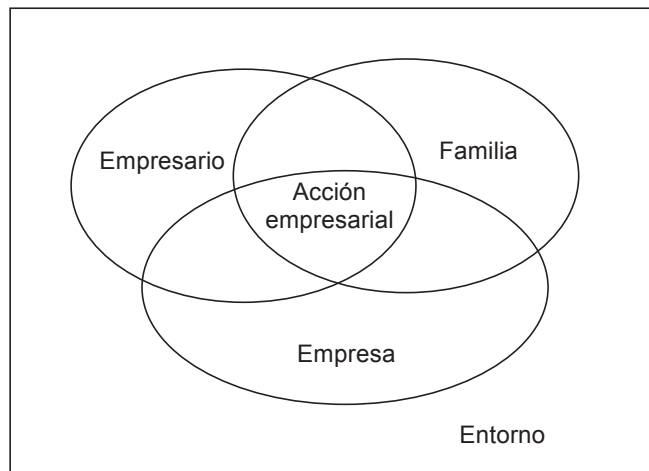 Empresario
Familia
Acción
empresarial
Empresa
Entorno